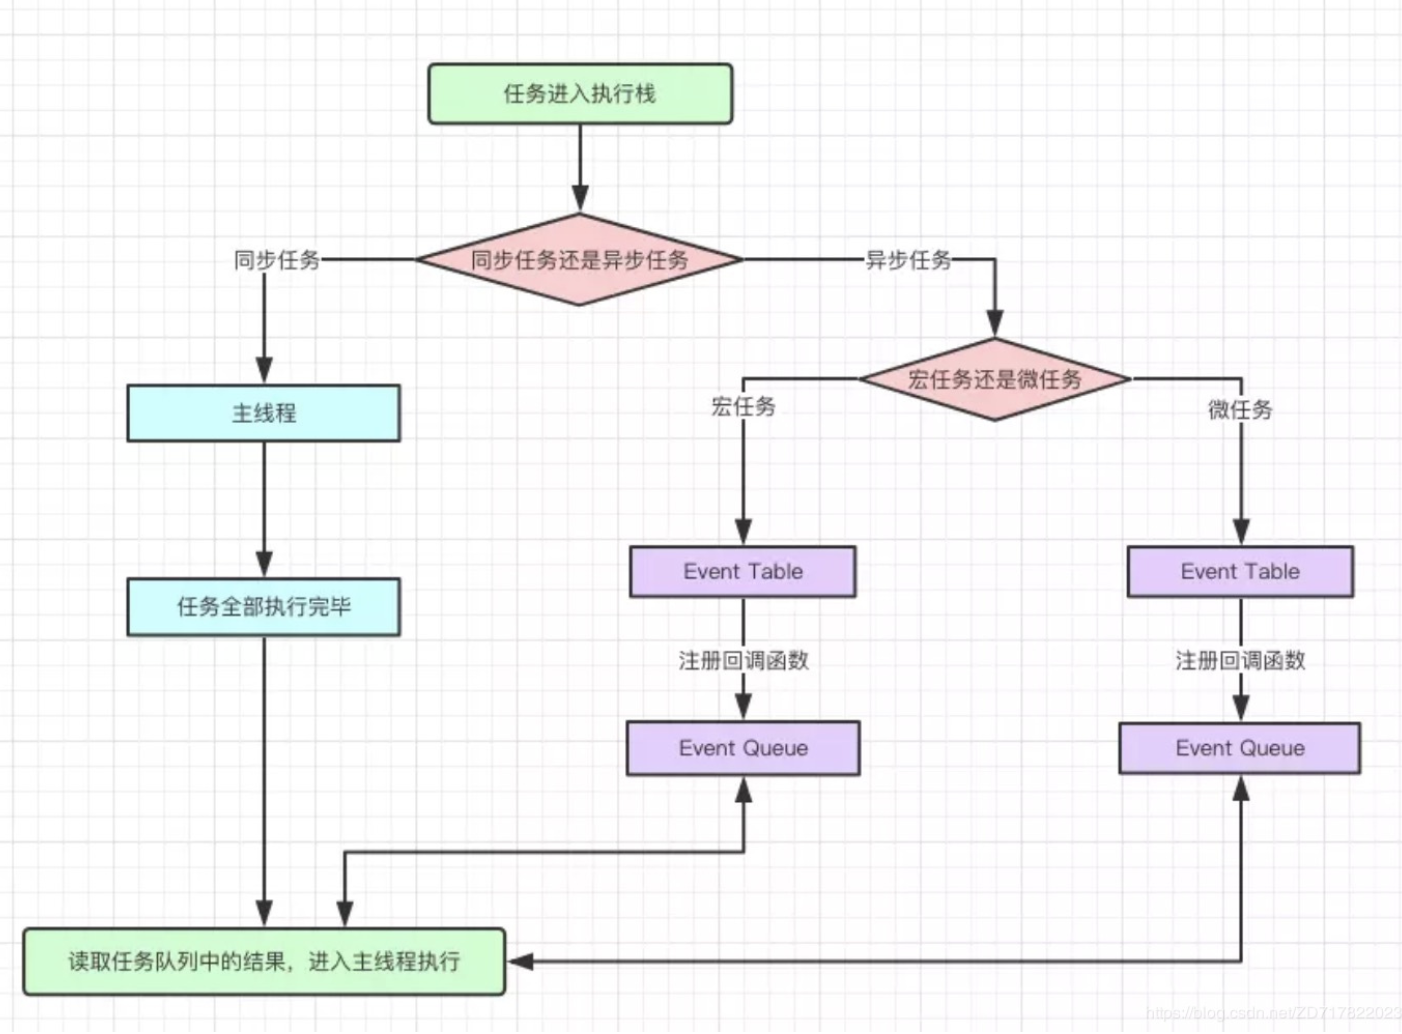 任务进入执行栈
同步任务
同步任务还是异步任务
异步任务
宏任务还是微任务
宏任务
微任务
主线程
Event Table
Event Table
任务全部执行完毕
注册回调函数
注册回调函数
Event Queue
Event Queue
读取任务队列中的结果，进入主线程执行
https://blog.csdn.net/ZD717822023